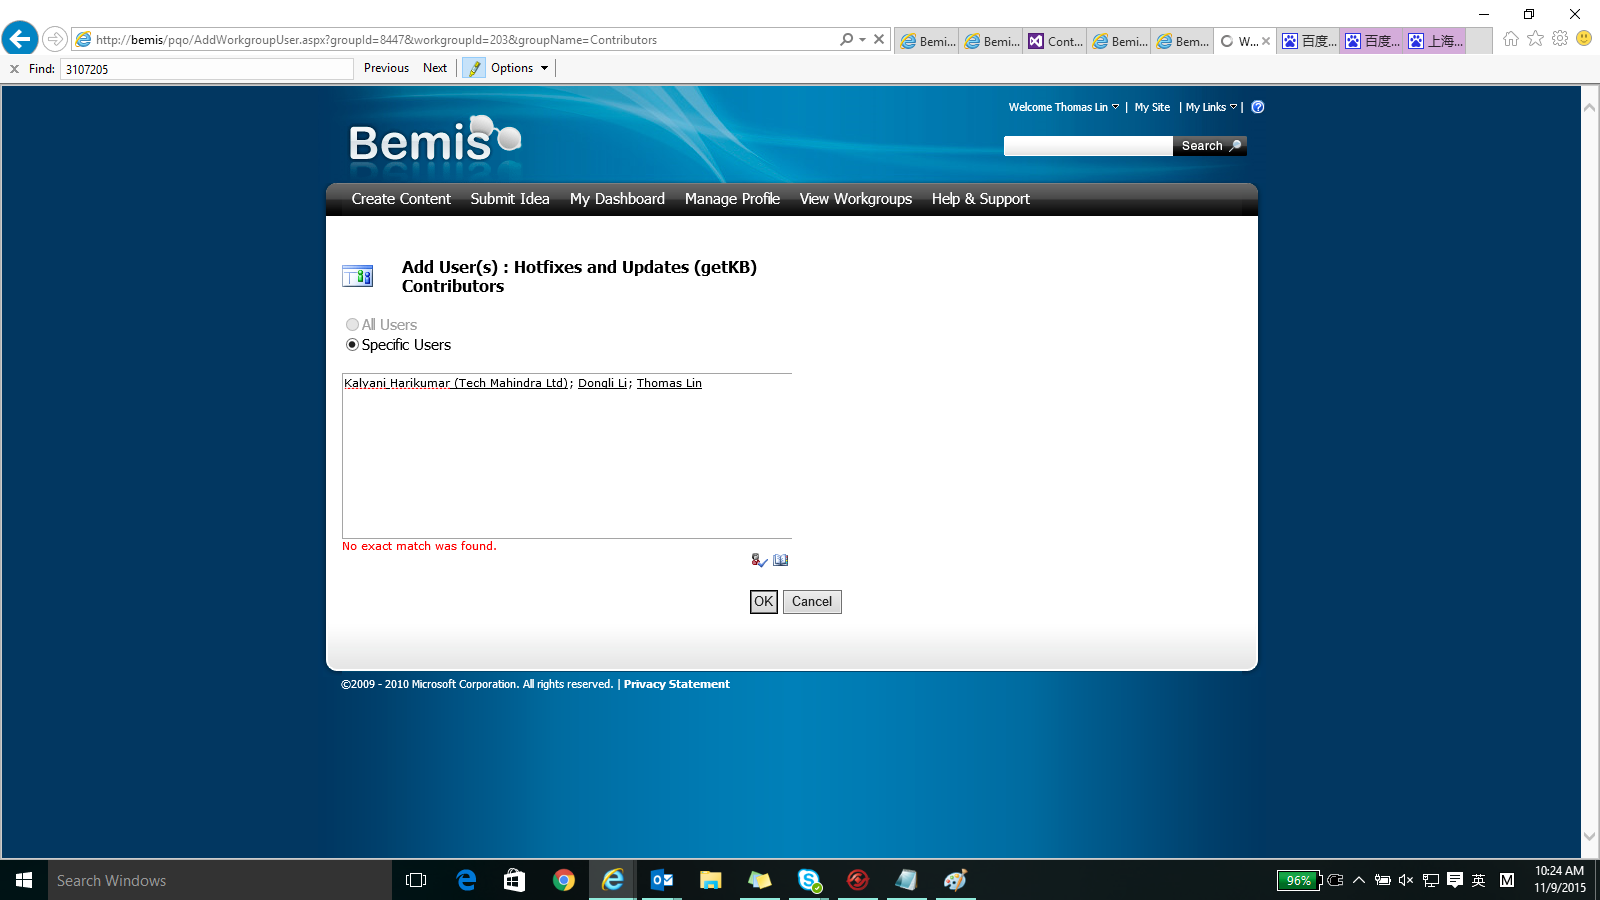 http://bemis/pqo/AddWorkgroupUser.aspx?groupId=8447&workgroupId=203&groupName=Contributors
Bemi...
Bemi...
Cont...
Bemi...
Bem...
W...
百度...
百度...
上海...
Find: 3107205 Previous Next Options
Welcome Thomas Lin | My Site | My Links |
Bemis
Search
Create Content Submit Idea My Dashboard Manage Profile View Workgroups Help & Support
Add User(s) : Hotfixes and Updates (getKB)
Contributors
All Users
Specific Users
Kalyani Harikumar (Tech Mahindra Ltd); Dongli Li; Thomas Lin
No exact match was found.
OK Cancel
©2009 - 2010 Microsoft Corporation. All rights reserved. | Privacy Statement
Search Windows
96%
英
M
10:24 AM
11/9/2015